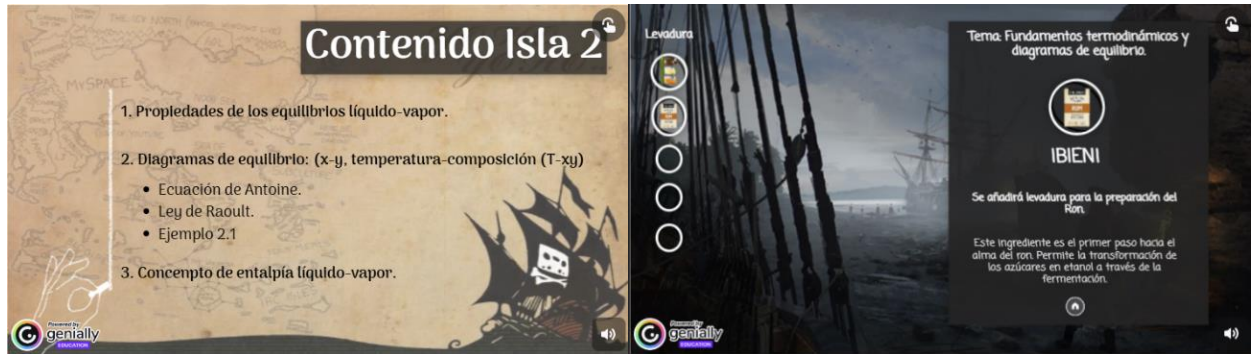 Contenido Isla 2
MYSPACE
1. Propiedades de los equilibrios líquido-vapor.
2. Diagramas de equilibrio: (x-y, temperatura-composición (T-xy)
• Ecuación de Antoine.
• Ley de Raoult.
• Ejemplo 2.1
3. Concenpto de entalpía líquido-vapor.
Powered by
genially
EDUCATION
Levadura
Tema: Fundamentos termodinámicos y
diagramas de equilibrio.
¡BIEN!
Se añadirá levadura para la preparación del
Ron.
Este ingrediente es el primer paso hacia el
alma del ron. Permite la transformación de
los azúcares en etanol a través de la
fermentación.
Powered by
genially
EDUCATION